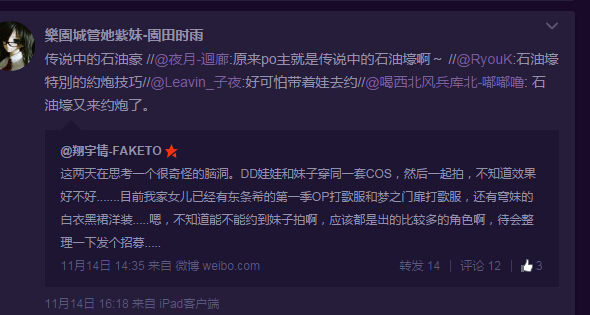 樂園城管她紫妹-園田时雨
传说中的石油豪 //@夜月-迴廊:原来po主就是传说中的石油壕啊～ //@RyouK:石油壕
特別的約炮技巧//@Leavin_子夜:好可怕带着娃去约//@喝西北风兵库北-嘟嘟噜: 石
油壕又来约炮了。
@翔宇情-FAKETO
这两天在思考一个很奇怪的脑洞。DD娃娃和妹子穿同一套COS，然后一起拍，不知道效果
好不好.......目前我家女儿已经有东条希的第一季OP打歌服和梦之门扉打歌服，还有穹妹的
白衣黑裙洋装.....嗯，不知道能不能约到妹子拍啊，应该都是出的比较多的角色啊，待会整
理一下发个招募.....
11月14日 14:35 来自 微博 weibo.com 转发 14 | 评论 12 | 3
11月14日 16:18 来自 iPad客户端